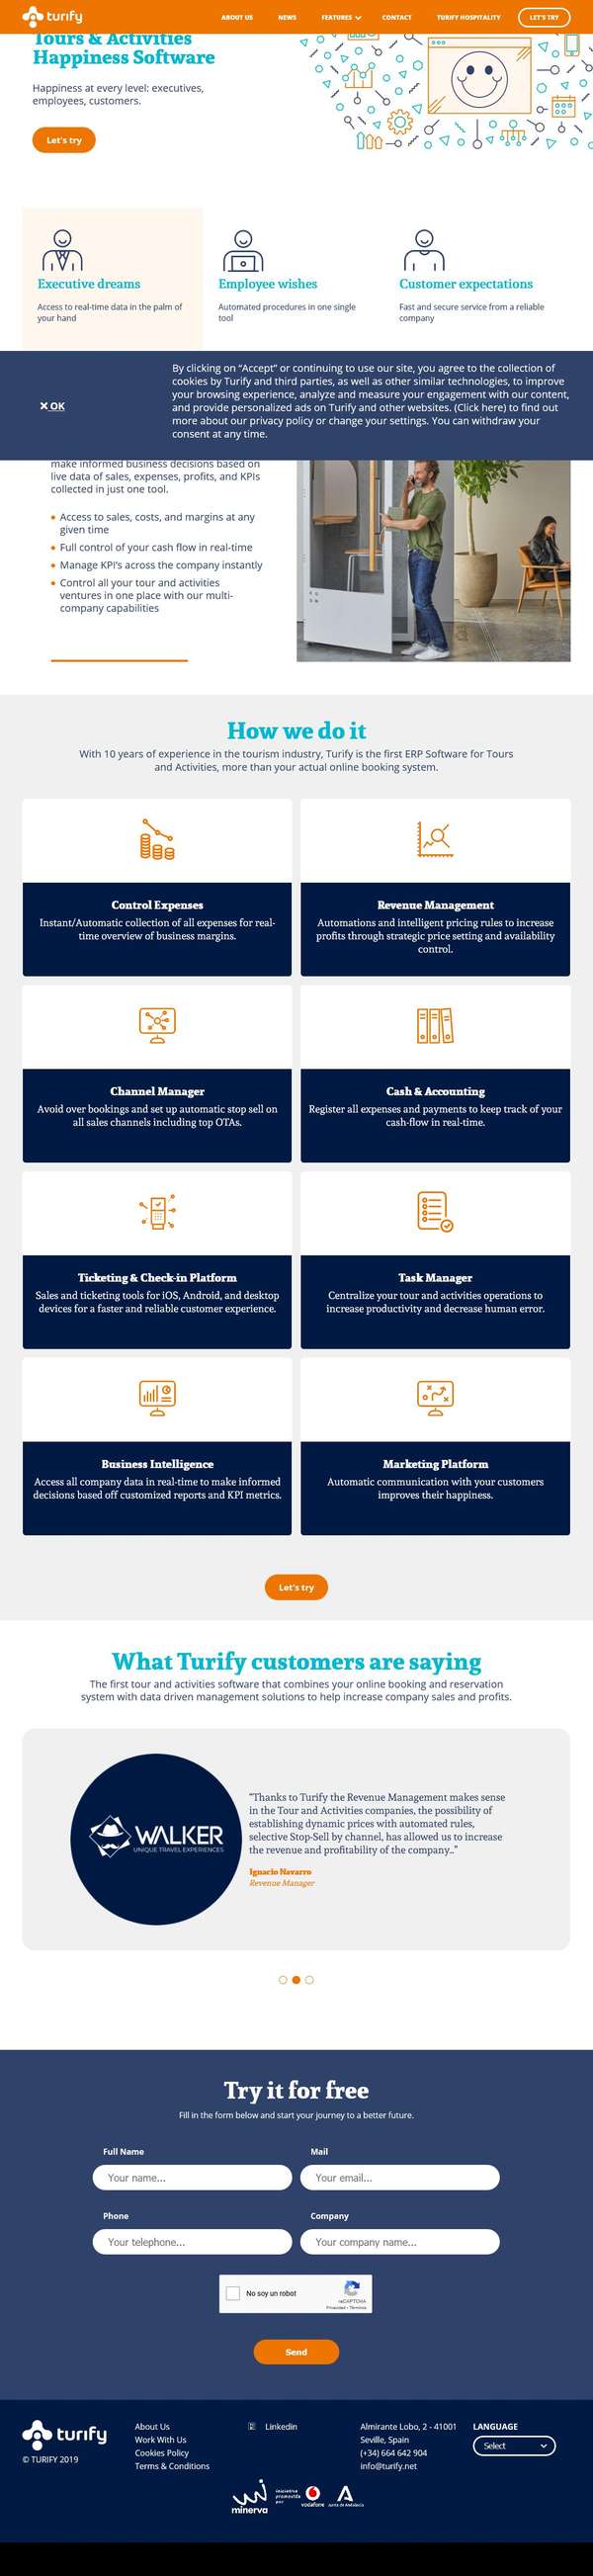 turify
ABOUT US
NEWS
FEATURES
CONTACT
TURIFY HOSPITALITY
LET'S TRY
Tours & Activities
Happiness Software
Happiness at every level: executives,
employees, customers.
Let's try
Executive dreams
Access to real-time data in the palm of
your hand
Employee wishes
Automated procedures in one single
tool
Customer expectations
Fast and secure service from a reliable
company
OK
By clicking on "Accept" or continuing to use our site, you agree to the collection of
cookies by Turify and third parties, as well as other similar technologies, to improve
your browsing experience, analyze and measure your engagement with our content,
and provide personalized ads on Turify and other websites. (Click here) to find out
more about our privacy policy or change your settings. You can withdraw your
consent at any time.
make informed business decisions based on
live data of sales, expenses, profits, and KPIs
collected in just one tool.
Access to sales, costs, and margins at any
given time
Full control of your cash flow in real-time
Manage KPI's across the company instantly
Control all your tour and activities
ventures in one place with our multi-
company capabilities
How we do it
With 10 years of experience in the tourism industry, Turify is the first ERP Software for Tours
and Activities, more than your actual online booking system.
Control Expenses
Instant/Automatic collection of all expenses for real-
time overview of business margins.
Revenue Management
Automations and intelligent pricing rules to increase
profits through strategic price setting and availability
control.
Channel Manager
Avoid over bookings and set up automatic stop sell on
all sales channels including top OTAs.
Cash & Accounting
Register all expenses and payments to keep track of your
cash-flow in real-time.
Ticketing & Check-in Platform
Sales and ticketing tools for iOS, Android, and desktop
devices for a faster and reliable customer experience.
Task Manager
Centralize your tour and activities operations to
increase productivity and decrease human error.
Business Intelligence
Access all company data in real-time to make informed
decisions based off customized reports and KPI metrics.
Marketing Platform
Automatic communication with your customers
improves their happiness.
Let's try
What Turify customers are saying
The first tour and activities software that combines your online booking and reservation
system with data driven management solutions to help increase company sales and profits.
WALKER
UNIQUE TRAVEL EXPERIENCES
"Thanks to Turify the Revenue Management makes sense
in the Tour and Activities companies, the possibility of
establishing dynamic prices with automated rules,
selective Stop-Sell by channel, has allowed us to increase
the revenue and profitability of the company.."
Ignacio Navarro
Revenue Manager
Try it for free
Fill in the form below and start your journey to a better future.
Full Name
Mail
Your name...
Your email...
Phone
Company
Your telephone...
Your company name...
No soy un robot
reCAPTCHA
Privacidad - Términos
Send
turify
© TURIFY 2019
About Us
Work With Us
Cookies Policy
Terms & Conditions
Linkedin
Almirante Lobo, 2 - 41001
Seville, Spain
(+34) 664 642 904
info@turify.net
LANGUAGE
Select
minerva
iniciativa
promovida
por
vodafone
Junta de Andalucía